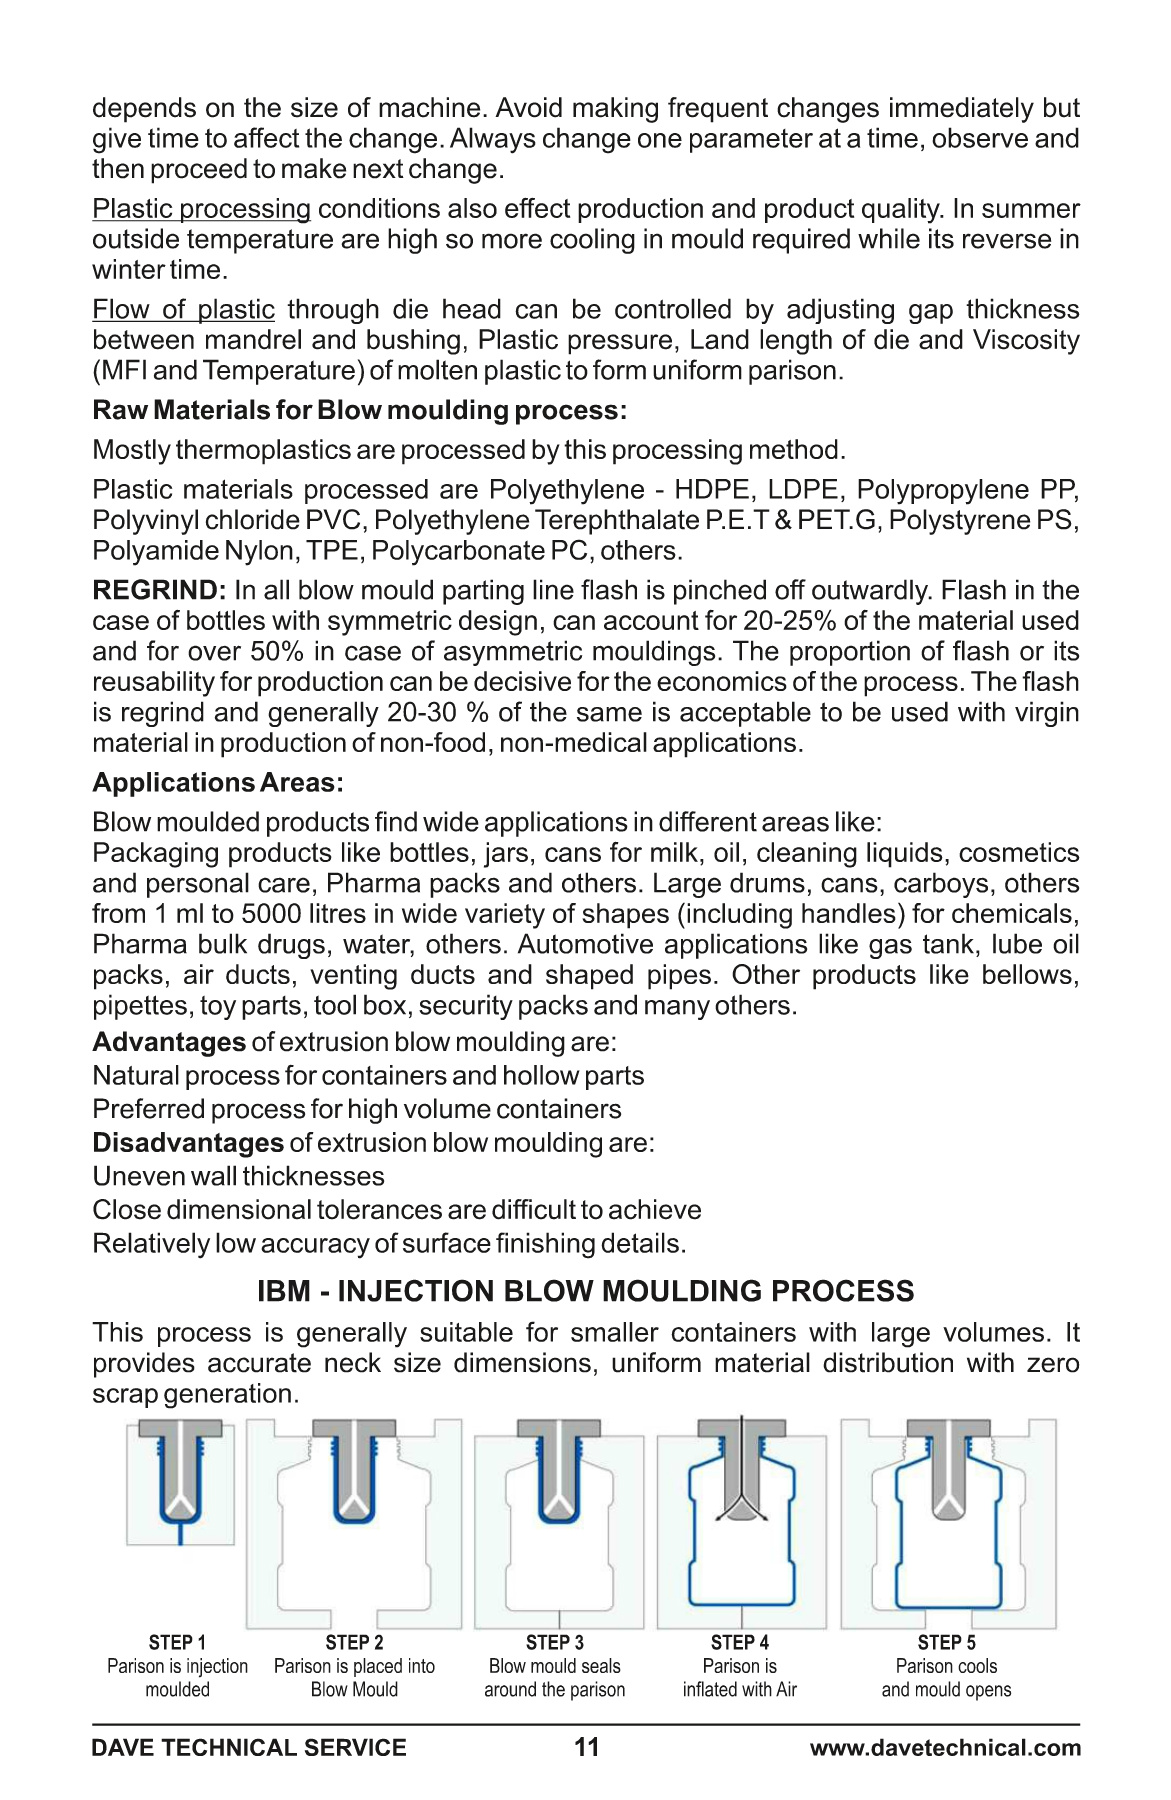 depends on the size of machine. Avoid making frequent changes immediately but
give time to affect the change. Always change one parameter at a time, observe and
then proceed to make next change.
Plastic processing conditions also effect production and product quality. In summer
outside temperature are high so more cooling in mould required while its reverse in
winter time.
Flow of plastic through die head can be controlled by adjusting gap thickness
between mandrel and bushing, Plastic pressure, Land length of die and Viscosity
(MFI and Temperature) of molten plastic to form uniform parison.
Raw Materials for Blow moulding process:
Mostly thermoplastics are processed by this processing method.
Plastic materials processed are Polyethylene - HDPE, LDPE, Polypropylene PP,
Polyvinyl chloride PVC, Polyethylene Terephthalate P.E.T & PET.G, Polystyrene PS,
Polyamide Nylon, TPE, Polycarbonate PC, others.
REGRIND: In all blow mould parting line flash is pinched off outwardly. Flash in the
case of bottles with symmetric design, can account for 20-25% of the material used
and for over 50% in case of asymmetric mouldings. The proportion of flash or its
reusability for production can be decisive for the economics of the process. The flash
is regrind and generally 20-30 % of the same is acceptable to be used with virgin
material in production of non-food, non-medical applications.
Applications Areas:
Blow moulded products find wide applications in different areas like:
Packaging products like bottles, jars, cans for milk, oil, cleaning liquids, cosmetics
and personal care, Pharma packs and others. Large drums, cans, carboys, others
from 1 ml to 5000 litres in wide variety of shapes (including handles) for chemicals,
Pharma bulk drugs, water, others. Automotive applications like gas tank, lube oil
packs, air ducts, venting ducts and shaped pipes. Other products like bellows,
pipettes, toy parts, tool box, security packs and many others.
Advantages of extrusion blow moulding are:
Natural process for containers and hollow parts
Preferred process for high volume containers
Disadvantages of extrusion blow moulding are:
Uneven wall thicknesses
Close dimensional tolerances are difficult to achieve
Relatively low accuracy of surface finishing details.
IBM - INJECTION BLOW MOULDING PROCESS
This process is generally suitable for smaller containers with large volumes. It
provides accurate neck size dimensions, uniform material distribution with zero
scrap generation.
STEP 1
Parison is injection
moulded
STEP 2
Parison is placed into
Blow Mould
STEP 3
Blow mould seals
around the parison
STEP 4
Parison is
inflated with Air
STEP 5
Parison cools
and mould opens
DAVE TECHNICAL SERVICE 11 www.davetechnical.com